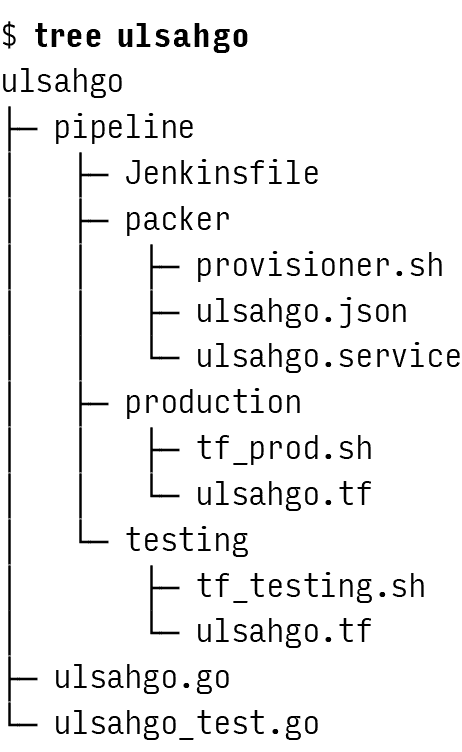 $ tree ulsahgo
ulsahgo
├─ pipeline
│   ├─ Jenkinsfile
│   ├─ packer
│   │   ├─ provisioner.sh
│   │   ├─ ulsahgo.json
│   │   └─ ulsahgo.service
│   ├─ production
│   │   ├─ tf_prod.sh
│   │   └─ ulsahgo.tf
│   └─ testing
│       ├─ tf_testing.sh
│       └─ ulsahgo.tf
├─ ulsahgo.go
└─ ulsahgo_test.go